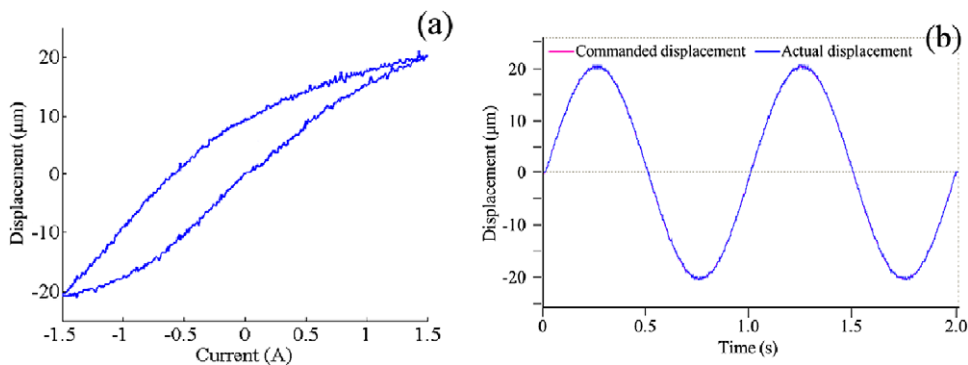 (a)
20
10
0
-10
-20
Displacement (μm)
-1.5 -1 -0.5 0 0.5 1 1.5
Current (A)
(b)
Commanded displacement Actual displacement
20
10
0
-10
-20
Displacement (μm)
0 0.5 1.0 1.5 2.0
Time (s)